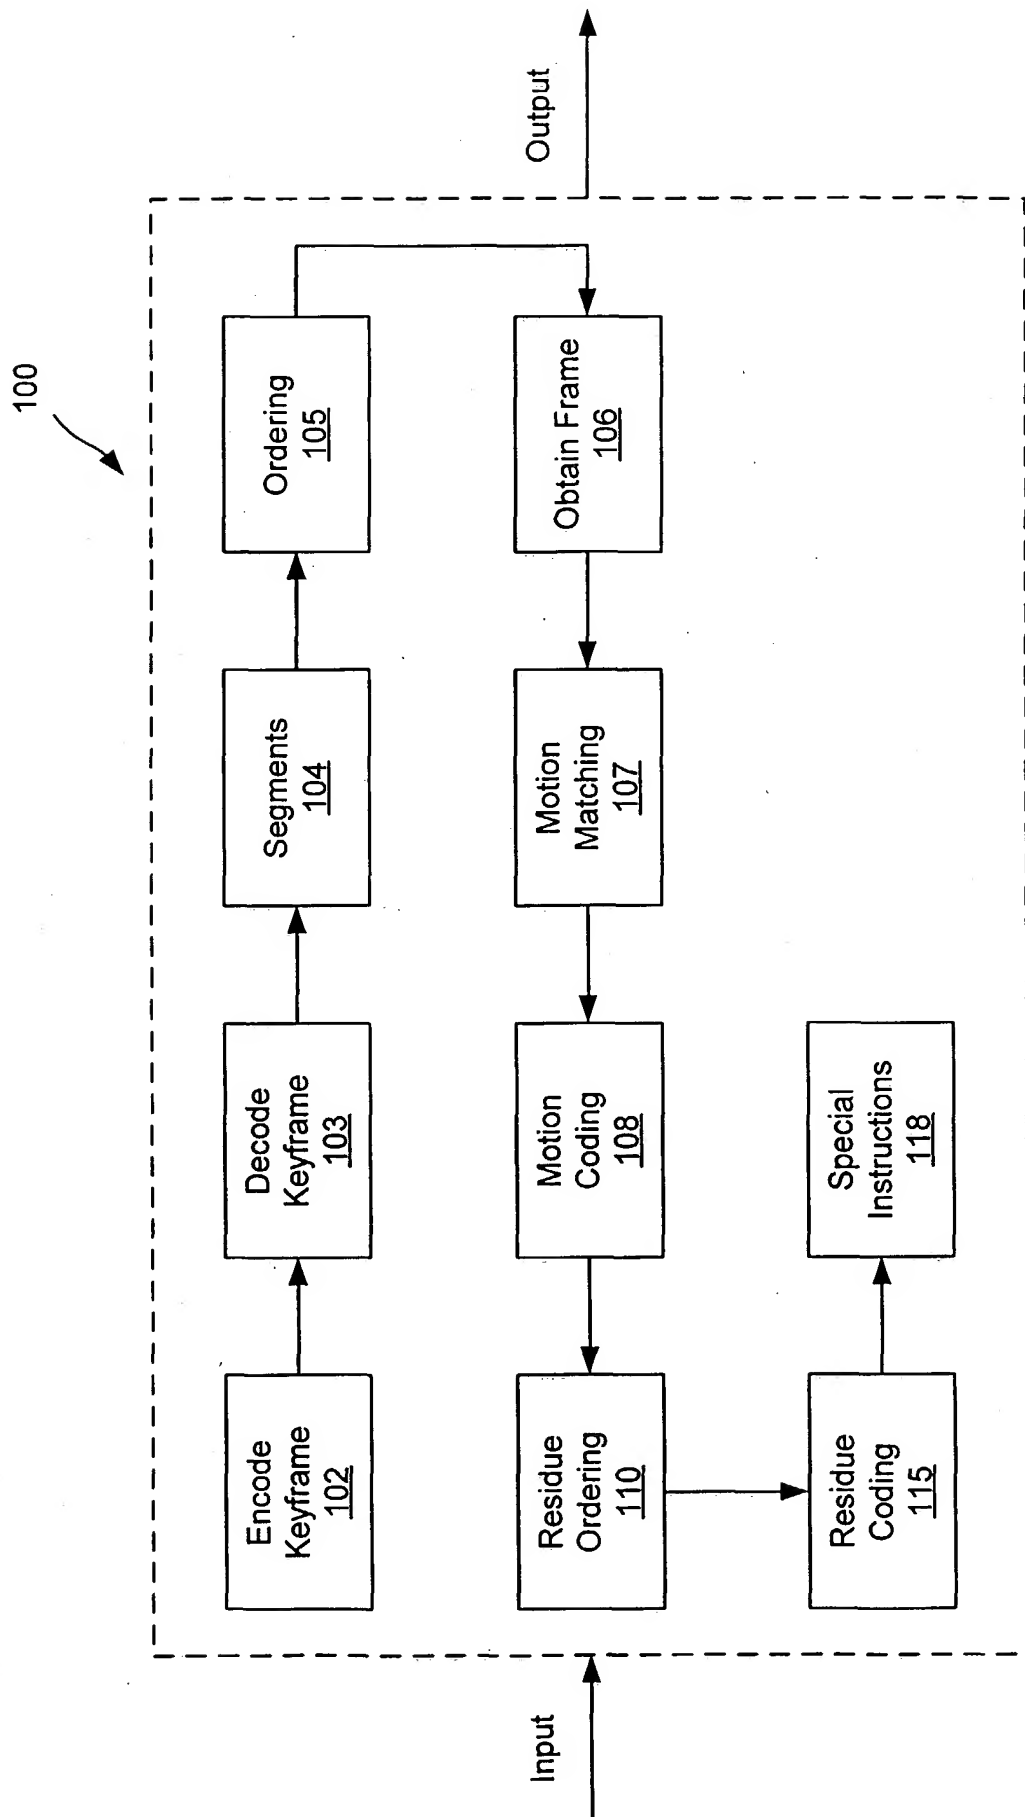 100
Input
Encode
Keyframe
102
Decode
Keyframe
103
Segments
104
Ordering
105
Obtain Frame
106
Motion
Matching
107
Motion
Coding
108
Residue
Ordering
110
Residue
Coding
115
Special
Instructions
118
Output